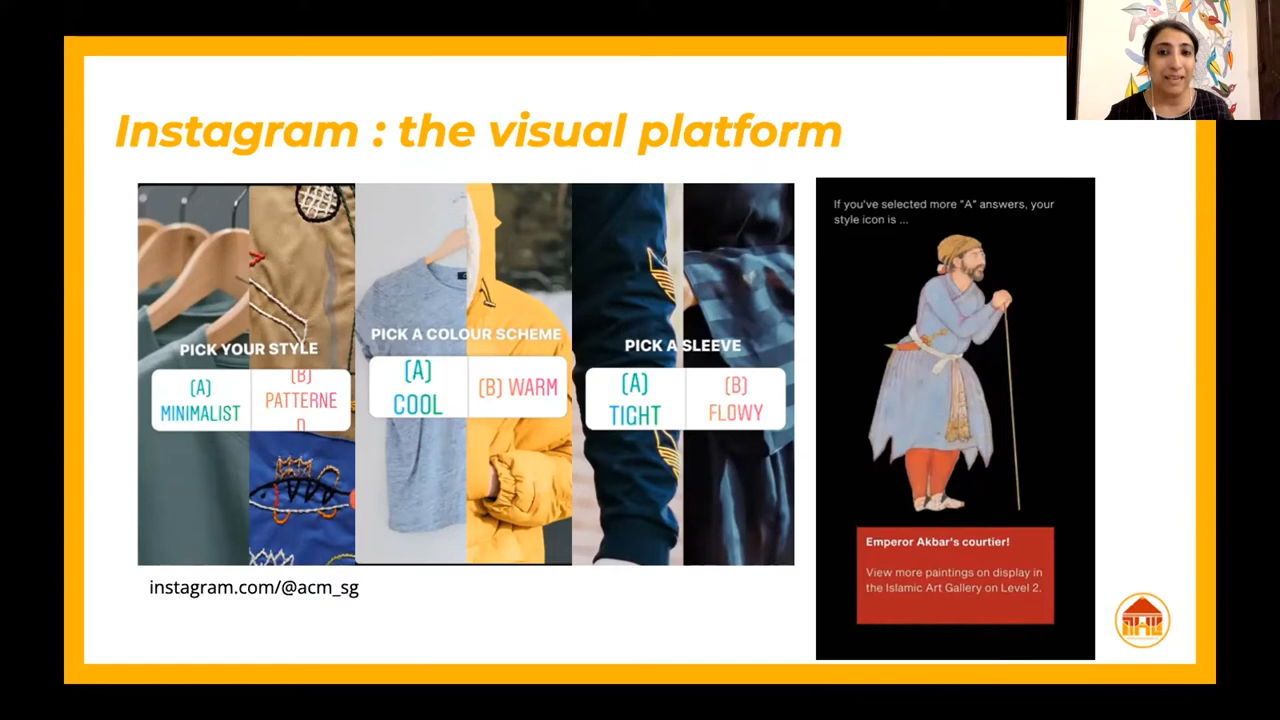 Instagram : the visual platform
PICK YOUR STYLE
(A)
MINIMALIST
(B)
PATTERNE
D
PICK A COLOUR SCHEME
(A)
COOL
(B) WARM
PICK A SLEEVE
(A)
TIGHT
(B)
FLOWY
instagram.com/@acm_sg
If you've selected more "A" answers, your
style icon is ...
Emperor Akbar's courtier!
View more paintings on display in
the Islamic Art Gallery on Level 2.